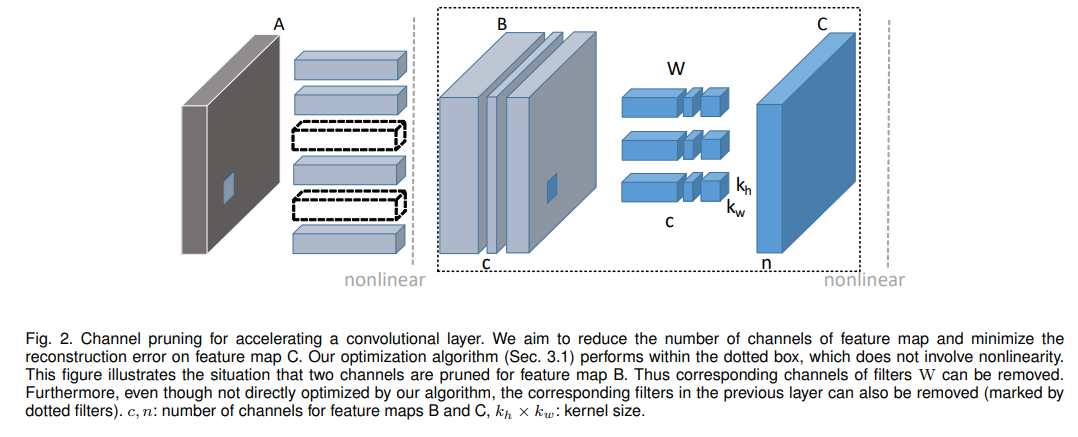 A
B
C
W
k_h
k_w
c
c
n
nonlinear
nonlinear
Fig. 2. Channel pruning for accelerating a convolutional layer. We aim to reduce the number of channels of feature map and minimize the
reconstruction error on feature map C. Our optimization algorithm (Sec. 3.1) performs within the dotted box, which does not involve nonlinearity.
This figure illustrates the situation that two channels are pruned for feature map B. Thus corresponding channels of filters W can be removed.
Furthermore, even though not directly optimized by our algorithm, the corresponding filters in the previous layer can also be removed (marked by
dotted filters). c, n: number of channels for feature maps B and C, k_h × k_w: kernel size.